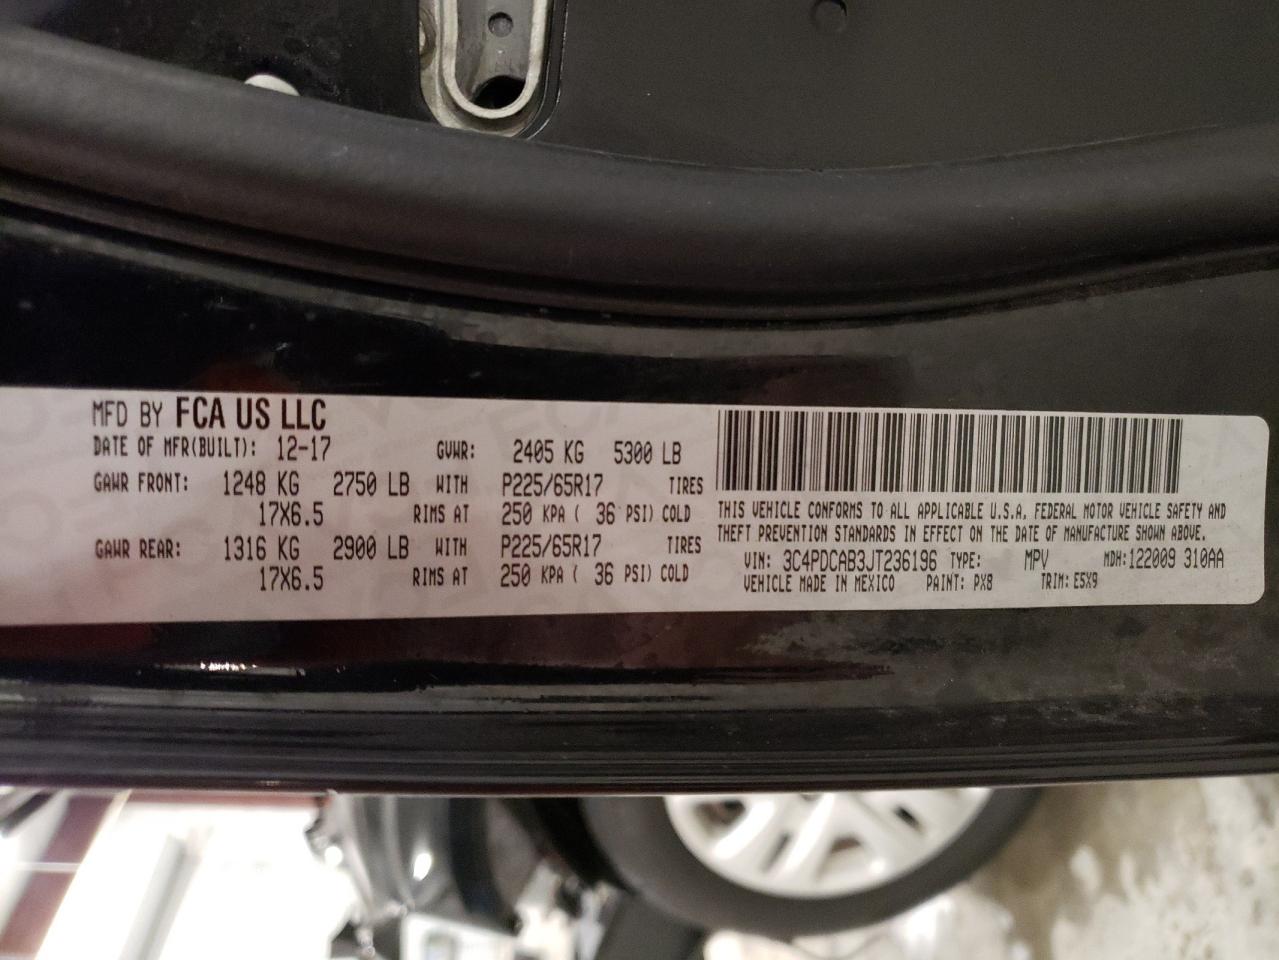 MFD BY FCA US LLC
DATE OF MFR(BUILT): 12-17 GVWR: 2405 KG 5300 LB
GAWR FRONT: 1248 KG 2750 LB WITH P225/65R17 TIRES
17X6.5 RIMS AT 250 KPA ( 36 PSI) COLD
GAWR REAR: 1316 KG 2900 LB WITH P225/65R17 TIRES
17X6.5 RIMS AT 250 KPA ( 36 PSI) COLD
THIS VEHICLE CONFORMS TO ALL APPLICABLE U.S.A. FEDERAL MOTOR VEHICLE SAFETY AND
THEFT PREVENTION STANDARDS IN EFFECT ON THE DATE OF MANUFACTURE SHOWN ABOVE.
VIN: 3C4PDCAB3JT236196 TYPE: MPV MDH:122009 310AA
VEHICLE MADE IN MEXICO PAINT: PX8 TRIM: E5X9